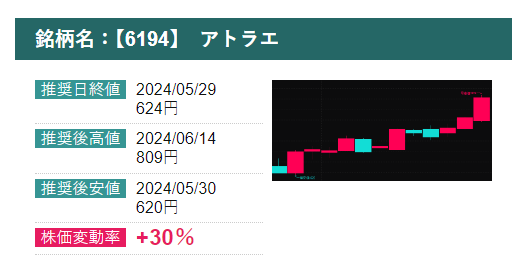 銘柄名：【6194】　アトラエ
推奨日終値 2024/05/29
624円
推奨後高値 2024/06/14
809円
推奨後安値 2024/05/30
620円
株価変動率 +30％